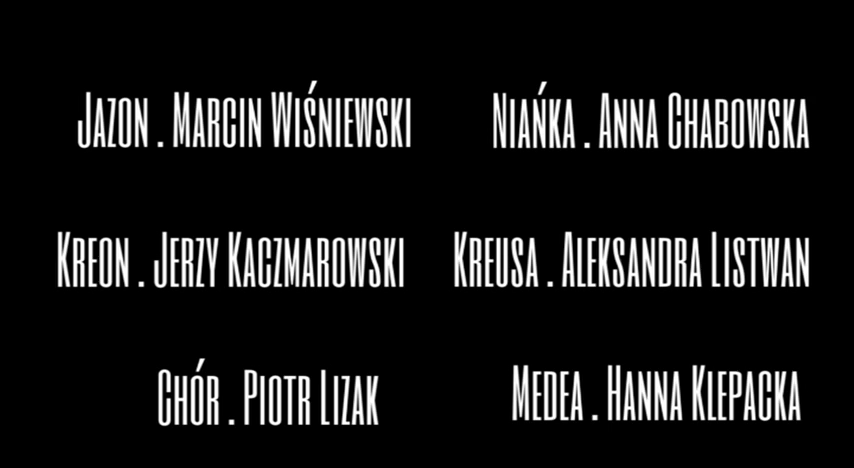 Jazon . Marcin Wiśniewski
Niańka . Anna Chabowska
Kreon . Jerzy Kaczmarowski
Kreusa . Aleksandra Listwan
Chór . Piotr Lizak
Medea . Hanna Klepacka